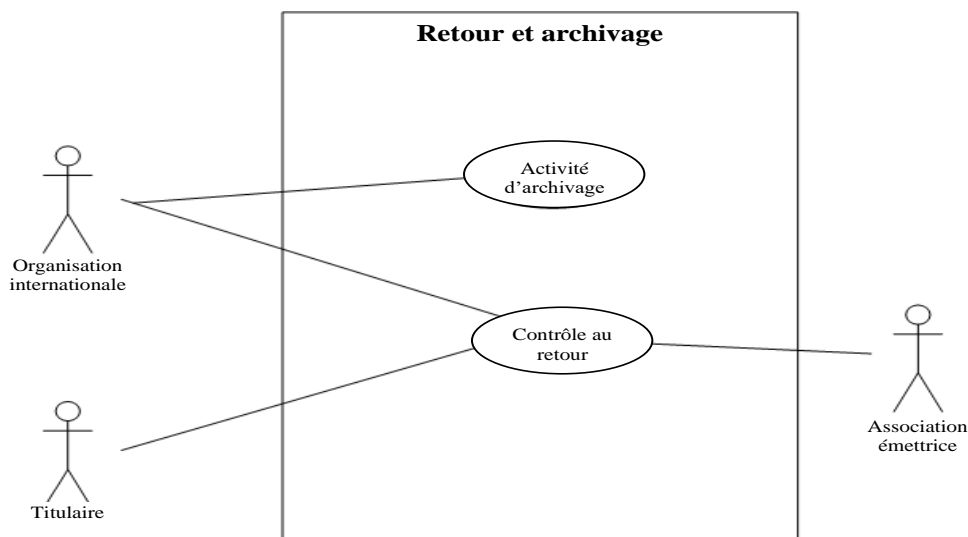 Retour et archivage
Activité
d’archivage
Organisation
internationale
Contrôle au
retour
Association
émettrice
Titulaire